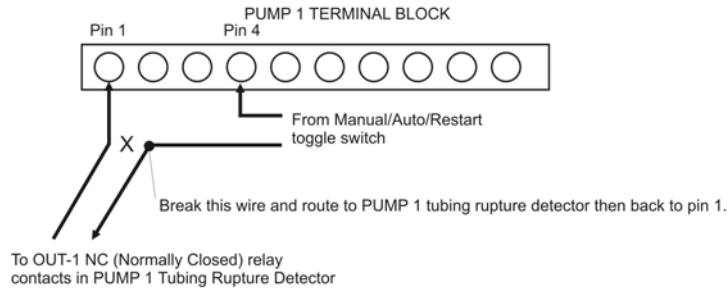 PUMP 1 TERMINAL BLOCK
Pin 1
Pin 4
From Manual/Auto/Restart
toggle switch
X
Break this wire and route to PUMP 1 tubing rupture detector then back to pin 1.
To OUT-1 NC (Normally Closed) relay
contacts in PUMP 1 Tubing Rupture Detector